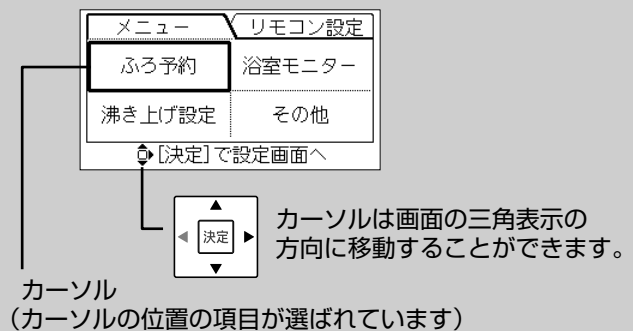 メニュー リモコン設定
ふろ予約 浴室モニター
沸き上げ設定 その他
[決定]で設定画面へ
決定
カーソルは画面の三角表示の
方向に移動することができます。
カーソル
（カーソルの位置の項目が選ばれています）